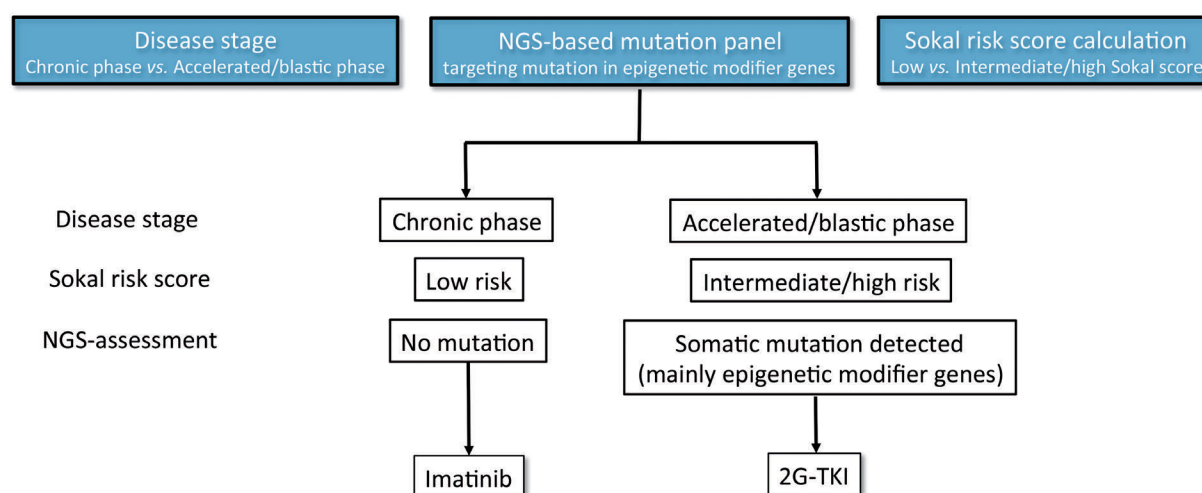 Disease stage
Chronic phase vs. Accelerated/blastic phase
NGS-based mutation panel
targeting mutation in epigenetic modifier genes
Sokal risk score calculation
Low vs. Intermediate/high Sokal score
Disease stage
Chronic phase
Accelerated/blastic phase
Sokal risk score
Low risk
Intermediate/high risk
NGS-assessment
No mutation
Somatic mutation detected
(mainly epigenetic modifier genes)
Imatinib
2G-TKI